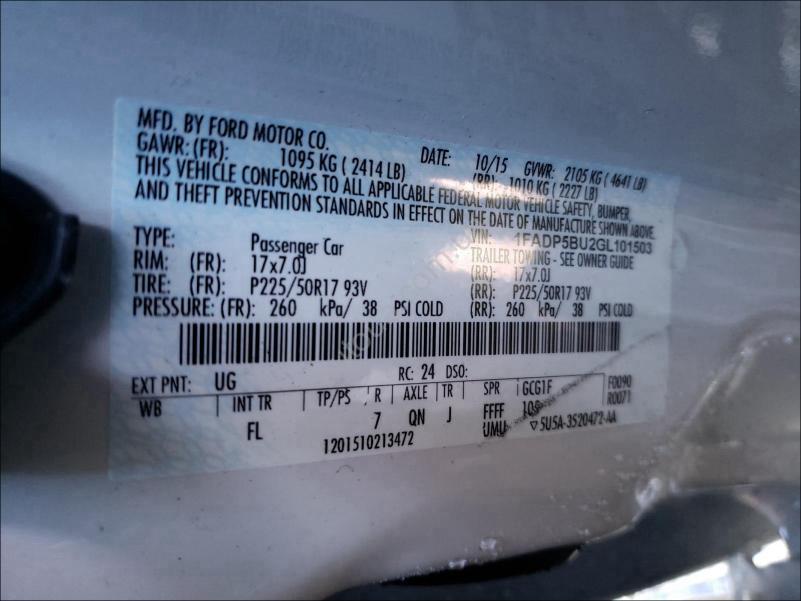 MFD. BY FORD MOTOR CO.
DATE: 10/15 GVWR: 2105 KG ( 4641 LB)
GAWR: (FR): 1095 KG ( 2414 LB) (RR): 1010 KG ( 2227 LB)
THIS VEHICLE CONFORMS TO ALL APPLICABLE FEDERAL MOTOR VEHICLE SAFETY, BUMPER,
AND THEFT PREVENTION STANDARDS IN EFFECT ON THE DATE OF MANUFACTURE SHOWN ABOVE.
VIN: 1FADP5BU2GL101503
TYPE: Passenger Car TRAILER TOWING - SEE OWNER GUIDE
RIM: (FR): 17x7.0J (RR): 17x7.0J
TIRE: (FR): P225/50R17 93V (RR): P225/50R17 93V
PRESSURE: (FR): 260 kPa/ 38 PSI COLD (RR): 260 kPa/ 38 PSI COLD
EXT PNT: UG RC: 24 DSO:
WB INT TR TP/PS R AXLE TR SPR GCG1F F0090
FL 7 QN J FFFF 10G R0071
1201510213472 UMU ▽5U5A-3520472-AA